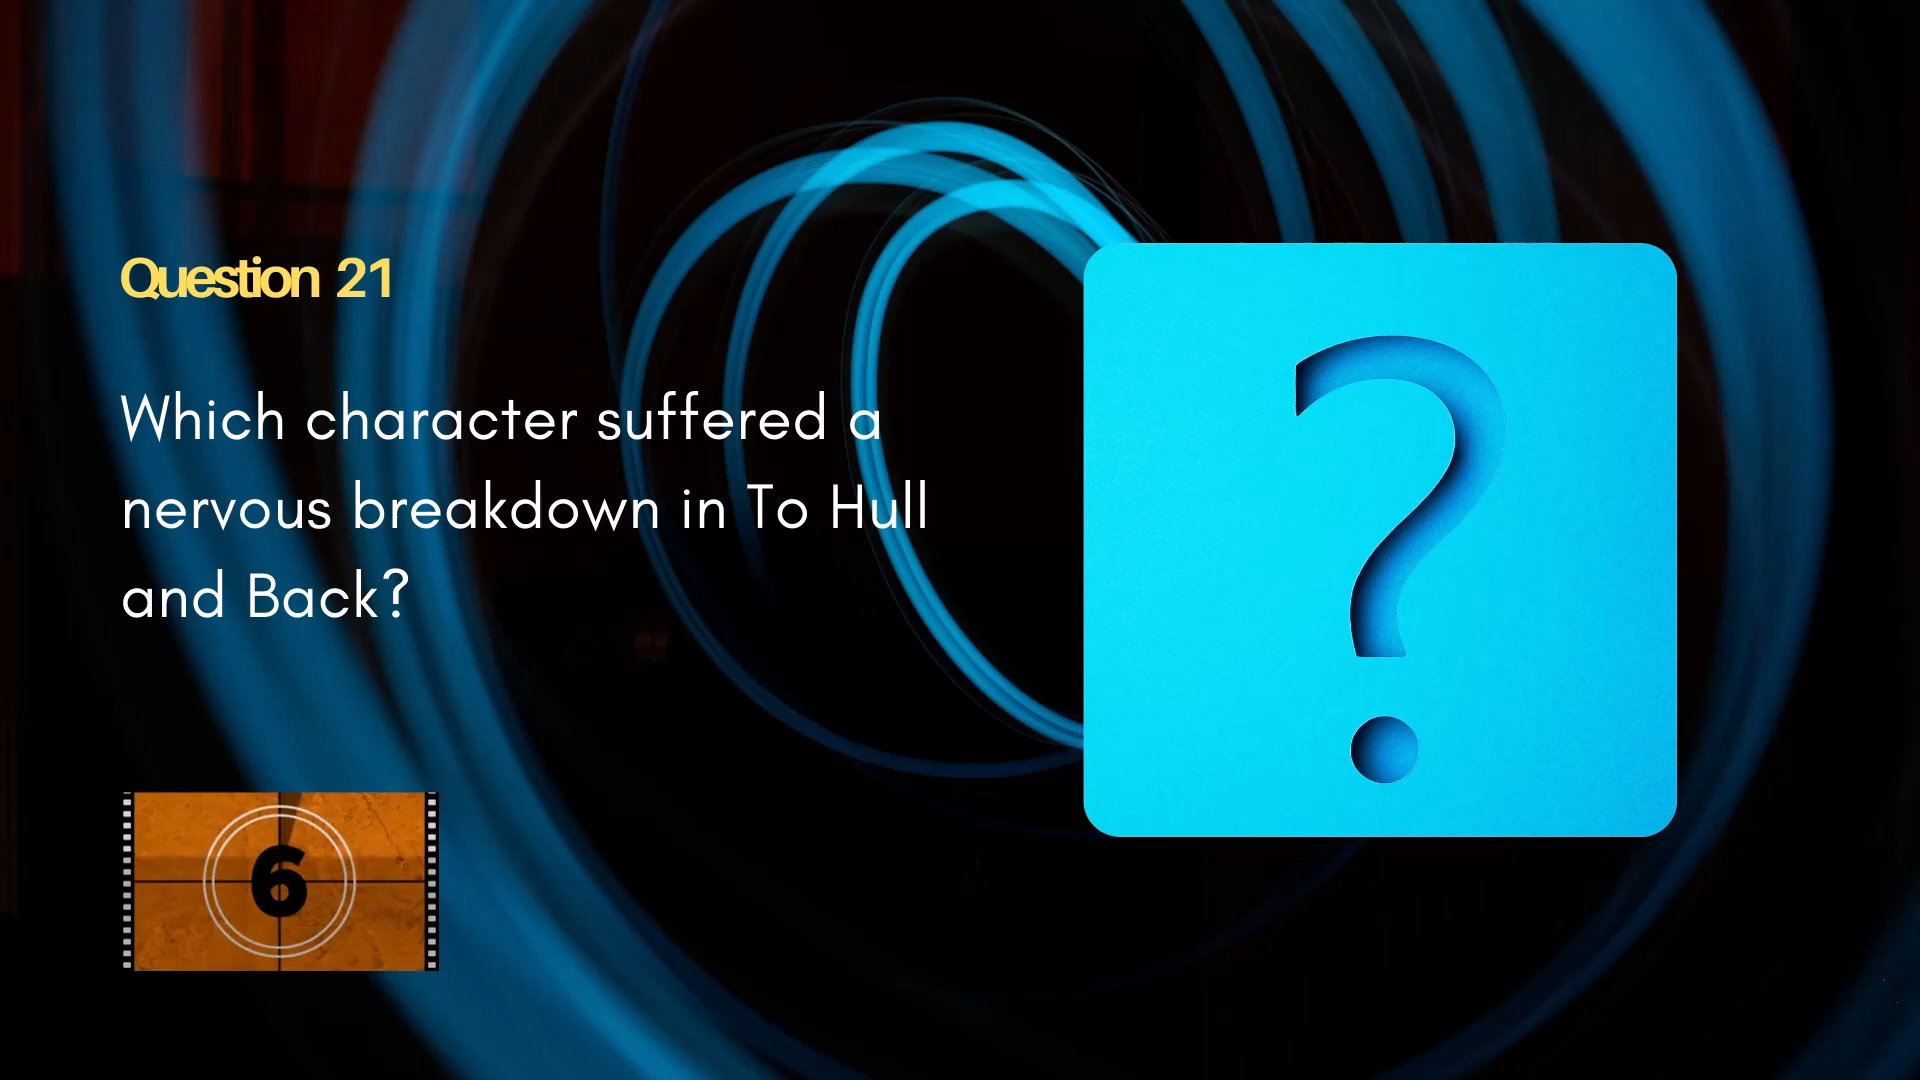 Question 21
Which character suffered a
nervous breakdown in To Hull
and Back?
?
6